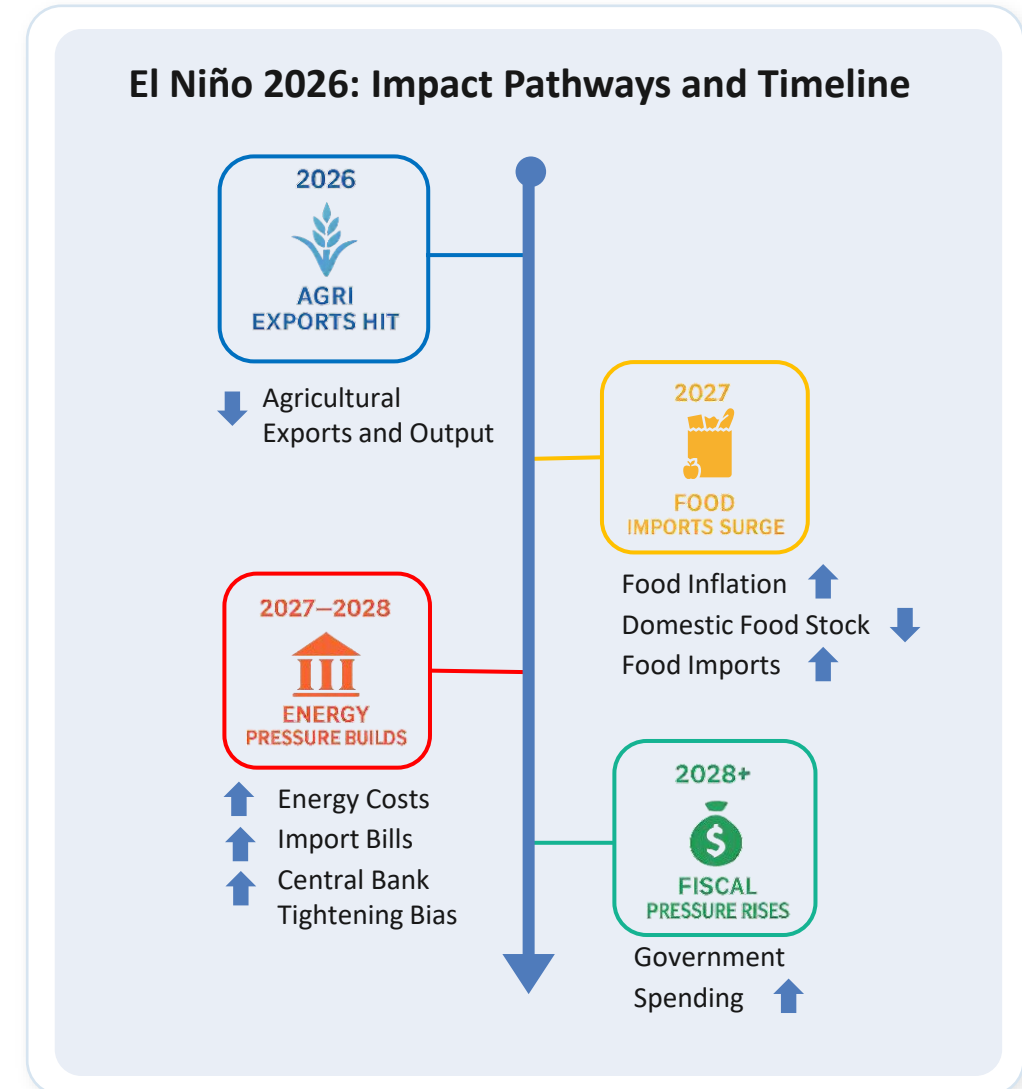 El Niño 2026: Impact Pathways and Timeline
2026
AGRI
EXPORTS HIT
Agricultural
Exports and Output
2027
FOOD
IMPORTS SURGE
Food Inflation
Domestic Food Stock
Food Imports
2027–2028
ENERGY
PRESSURE BUILDS
Energy Costs
Import Bills
Central Bank
Tightening Bias
2028+
$
FISCAL
PRESSURE RISES
Government
Spending